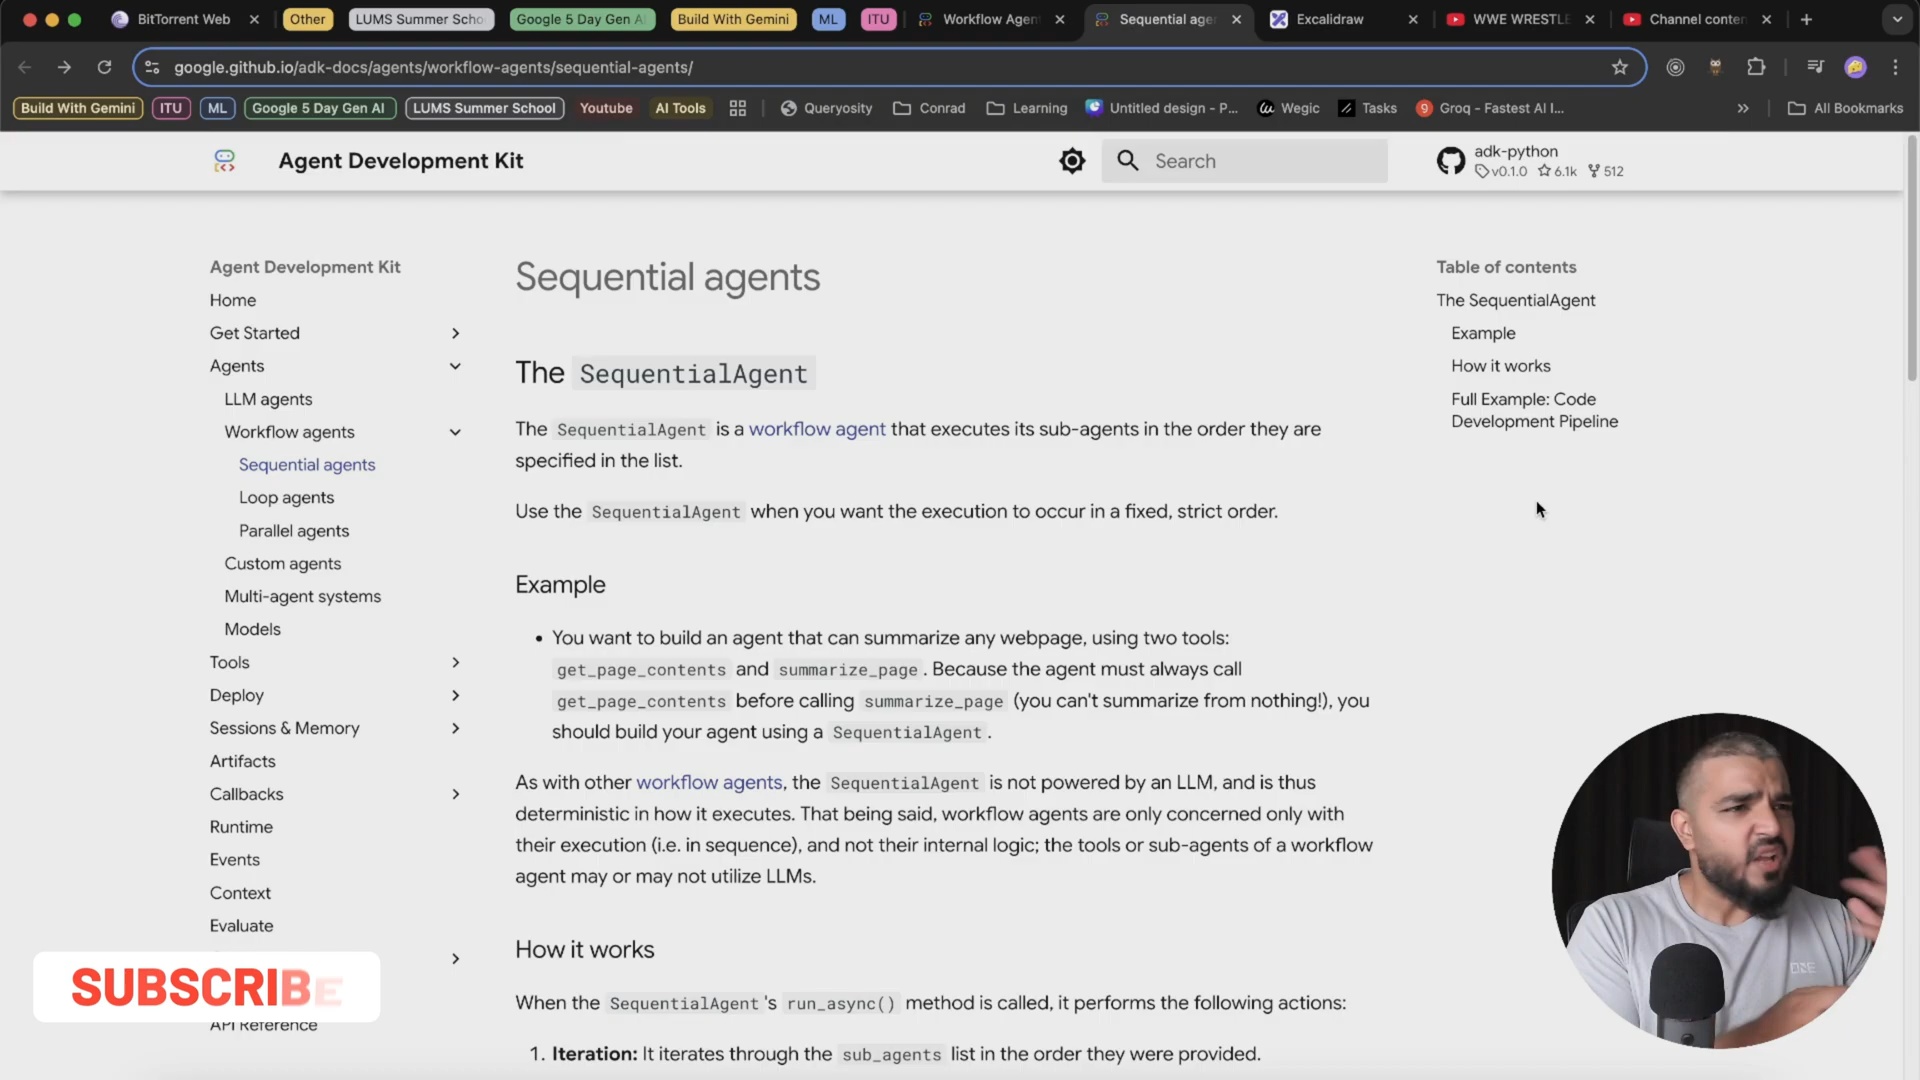 BitTorrent Web
Other
LUMS Summer Scho
Google 5 Day Gen AI
Build With Gemini
ML
ITU
Workflow Agen
Sequential age
Excalidraw
WWE WRESTLE
Channel conten
google.github.io/adk-docs/agents/workflow-agents/sequential-agents/
Build With Gemini
ITU
ML
Google 5 Day Gen AI
LUMS Summer School
Youtube
AI Tools
Queryosity
Conrad
Learning
Untitled design - P...
Wegic
Tasks
Groq - Fastest AI I...
All Bookmarks
Agent Development Kit
Search
adk-python
v0.1.0 6.1k 512
Agent Development Kit
Home
Get Started
Agents
LLM agents
Workflow agents
Sequential agents
Loop agents
Parallel agents
Custom agents
Multi-agent systems
Models
Tools
Deploy
Sessions & Memory
Artifacts
Callbacks
Runtime
Events
Context
Evaluate
API Reference
SUBSCRIBE
Sequential agents
The SequentialAgent
The SequentialAgent is a workflow agent that executes its sub-agents in the order they are
specified in the list.
Use the SequentialAgent when you want the execution to occur in a fixed, strict order.
Example
• You want to build an agent that can summarize any webpage, using two tools:
get_page_contents and summarize_page. Because the agent must always call
get_page_contents before calling summarize_page (you can't summarize from nothing!), you
should build your agent using a SequentialAgent.
As with other workflow agents, the SequentialAgent is not powered by an LLM, and is thus
deterministic in how it executes. That being said, workflow agents are only concerned only with
their execution (i.e. in sequence), and not their internal logic; the tools or sub-agents of a workflow
agent may or may not utilize LLMs.
How it works
When the SequentialAgent's run_async() method is called, it performs the following actions:
1. Iteration: It iterates through the sub_agents list in the order they were provided.
Table of contents
The SequentialAgent
Example
How it works
Full Example: Code
Development Pipeline